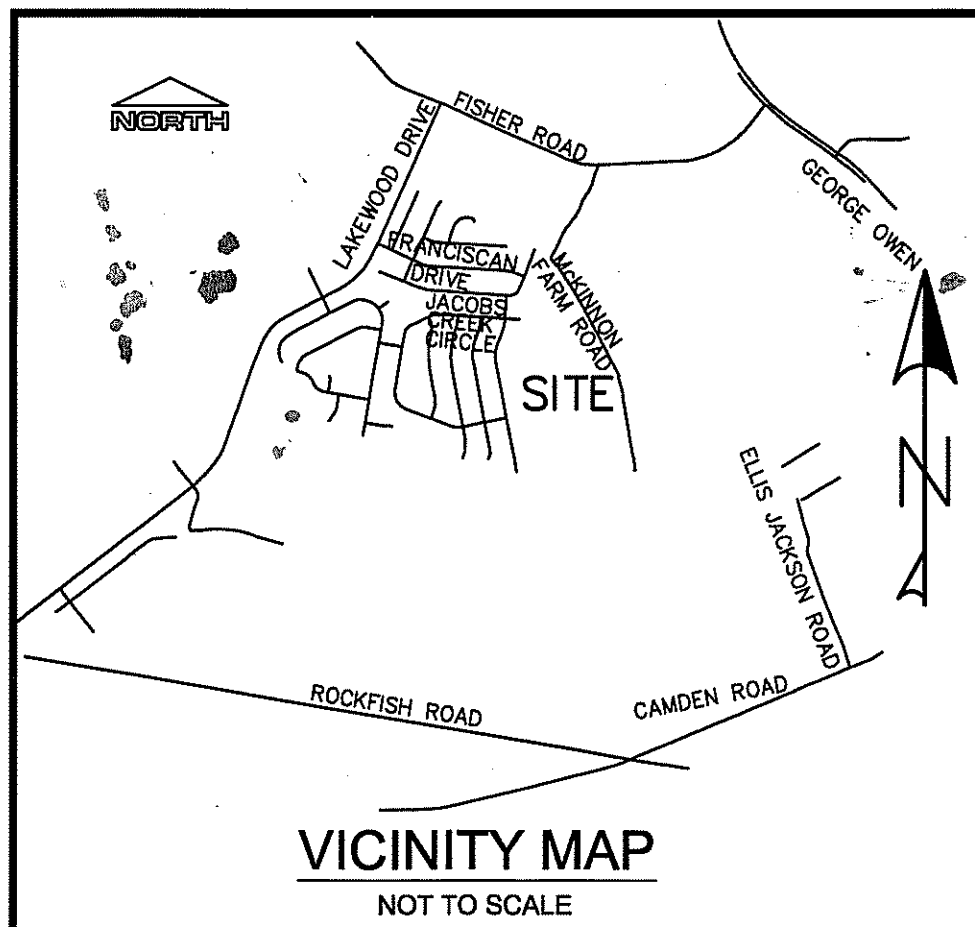 NORTH
LAKEWOOD DRIVE
FISHER ROAD
GEORGE OWEN
FRANCISCAN
DRIVE
McKINNON
FARM ROAD
JACOBS
CREEK
CIRCLE
SITE
N
ELLIS JACKSON ROAD
ROCKFISH ROAD
CAMDEN ROAD
VICINITY MAP
NOT TO SCALE